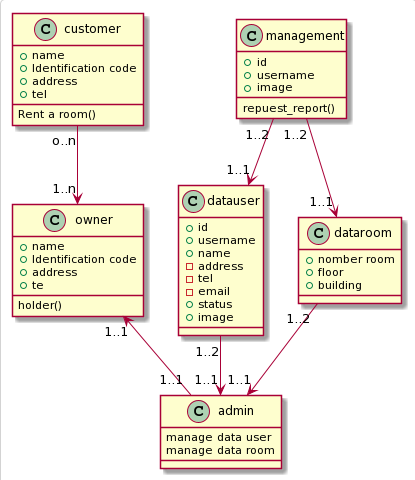 C customer
name
Identification code
address
tel
Rent a room()
C management
id
username
image
repuest_report()
o..n
1..n
1..2
1..2
1..1
1..1
C owner
name
Identification code
address
te
holder()
C datauser
id
username
name
address
tel
email
status
image
C dataroom
nomber room
floor
building
1..1
1..1
1..2
1..1
1..2
1..1
C admin
manage data user
manage data room